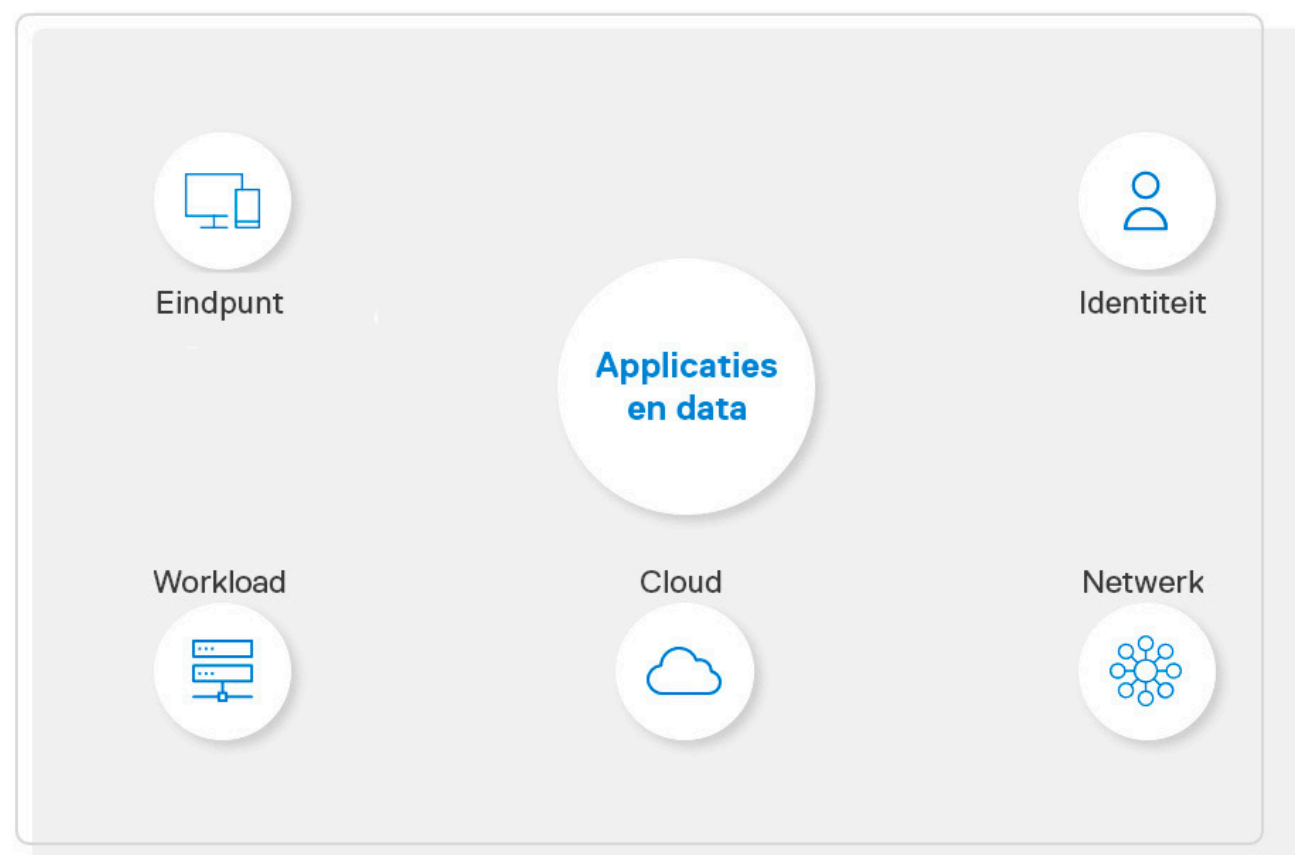 Eindpunt
Identiteit
Applicaties
en data
Workload
Cloud
Netwerk